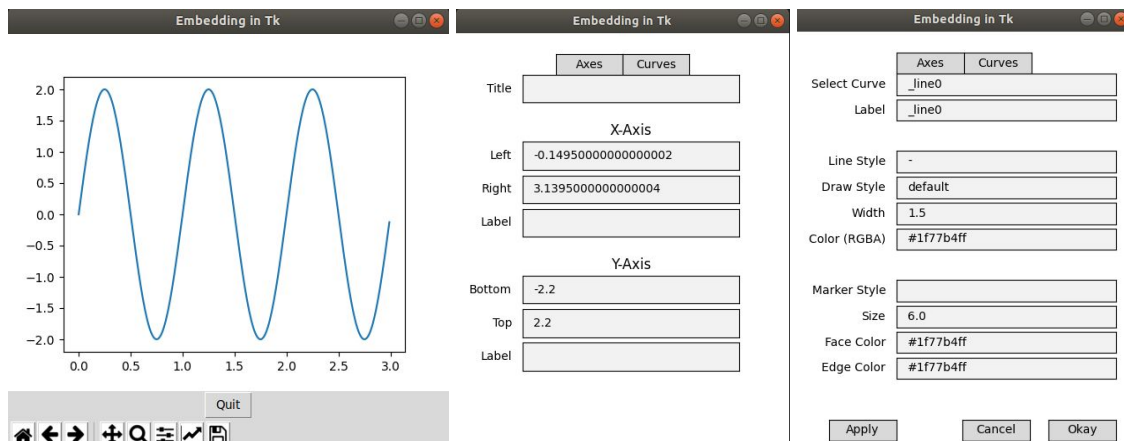 Embedding in Tk
2.0
1.5
1.0
0.5
0.0
−0.5
−1.0
−1.5
−2.0
0.0 0.5 1.0 1.5 2.0 2.5 3.0
Quit
Embedding in Tk
Axes Curves
Title
X-Axis
Left -0.14950000000000002
Right 3.1395000000000004
Label
Y-Axis
Bottom -2.2
Top 2.2
Label
Embedding in Tk
Axes Curves
Select Curve _line0
Label _line0
Line Style -
Draw Style default
Width 1.5
Color (RGBA) #1f77b4ff
Marker Style
Size 6.0
Face Color #1f77b4ff
Edge Color #1f77b4ff
Apply Cancel Okay